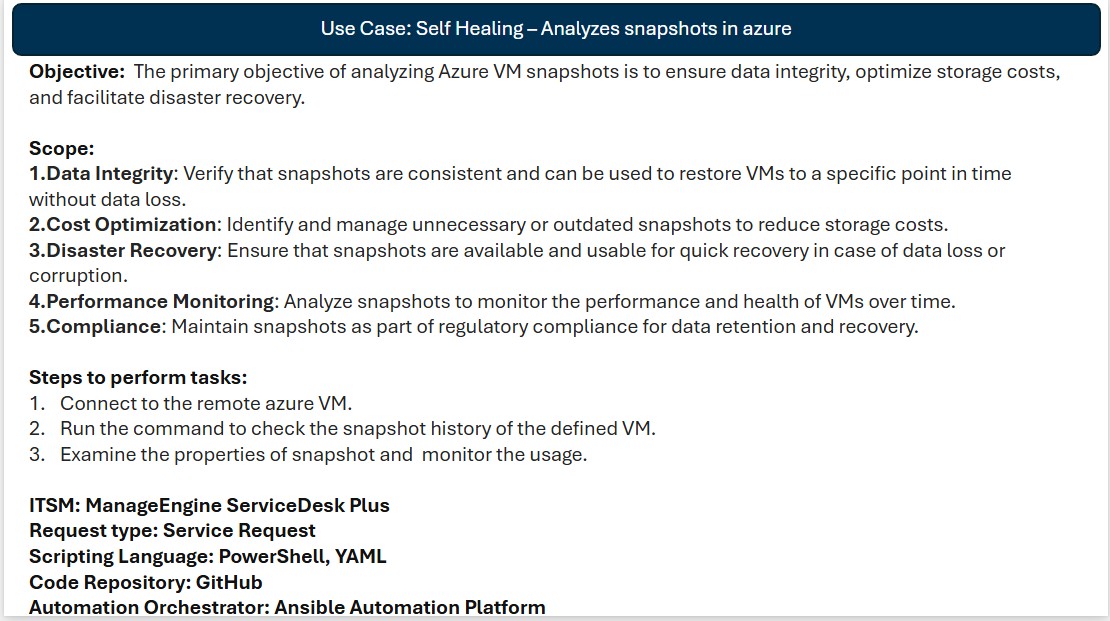 Use Case: Self Healing – Analyzes snapshots in azure
Objective:  The primary objective of analyzing Azure VM snapshots is to ensure data integrity, optimize storage costs,
and facilitate disaster recovery.
Scope:
1.Data Integrity: Verify that snapshots are consistent and can be used to restore VMs to a specific point in time
without data loss.
2.Cost Optimization: Identify and manage unnecessary or outdated snapshots to reduce storage costs.
3.Disaster Recovery: Ensure that snapshots are available and usable for quick recovery in case of data loss or
corruption.
4.Performance Monitoring: Analyze snapshots to monitor the performance and health of VMs over time.
5.Compliance: Maintain snapshots as part of regulatory compliance for data retention and recovery.
Steps to perform tasks:
1. Connect to the remote azure VM.
2. Run the command to check the snapshot history of the defined VM.
3. Examine the properties of snapshot and  monitor the usage.
ITSM: ManageEngine ServiceDesk Plus
Request type: Service Request
Scripting Language: PowerShell, YAML
Code Repository: GitHub
Automation Orchestrator: Ansible Automation Platform